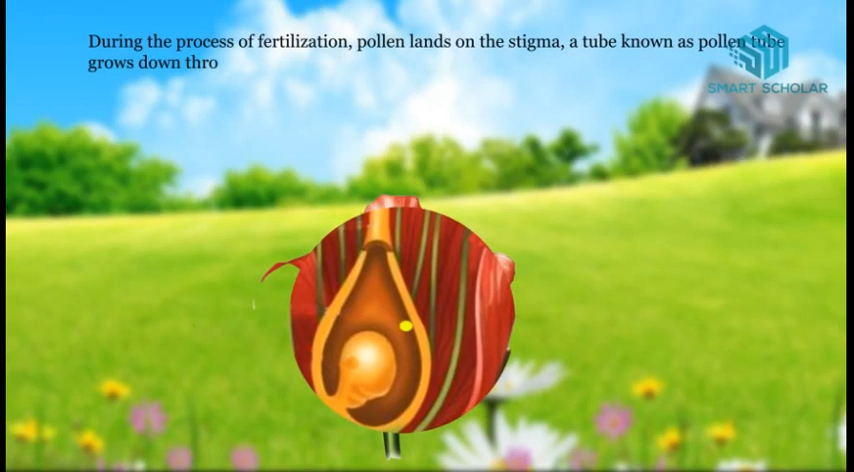 During the process of fertilization, pollen lands on the stigma, a tube known as pollen tube
grows down thro
SMART SCHOLAR